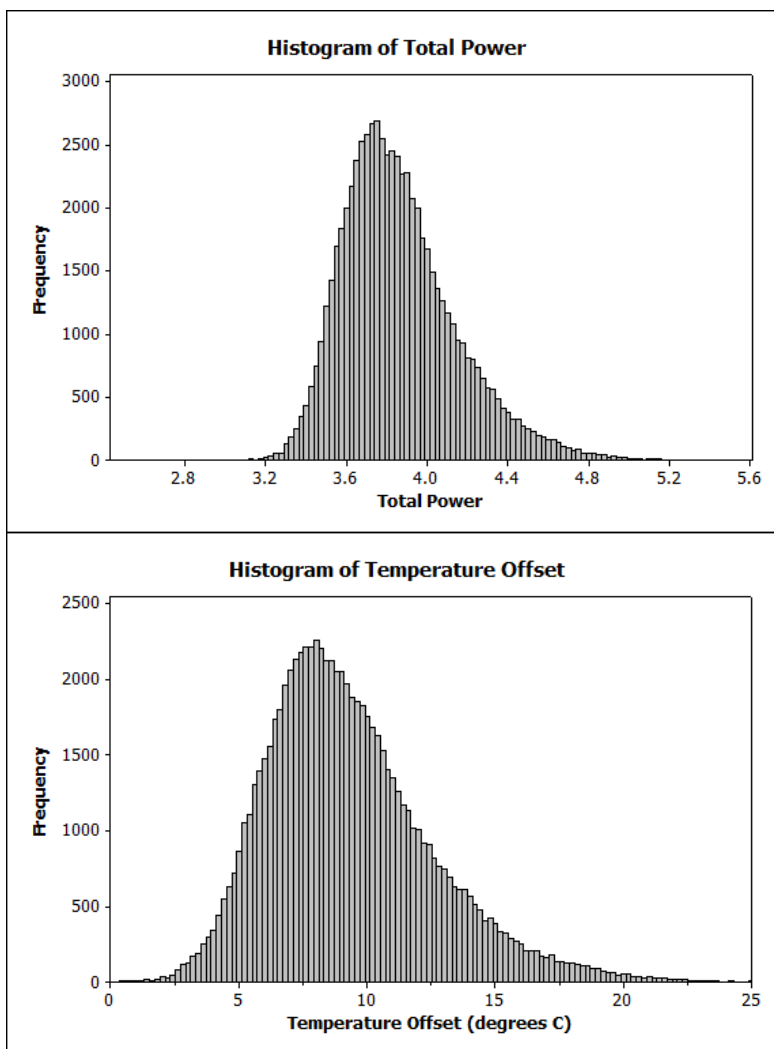 Histogram of Total Power
3000
2500
2000
1500
1000
500
0
Frequency
2.8 3.2 3.6 4.0 4.4 4.8 5.2 5.6
Total Power
Histogram of Temperature Offset
2500
2000
1500
1000
500
0
Frequency
0 5 10 15 20 25
Temperature Offset (degrees C)